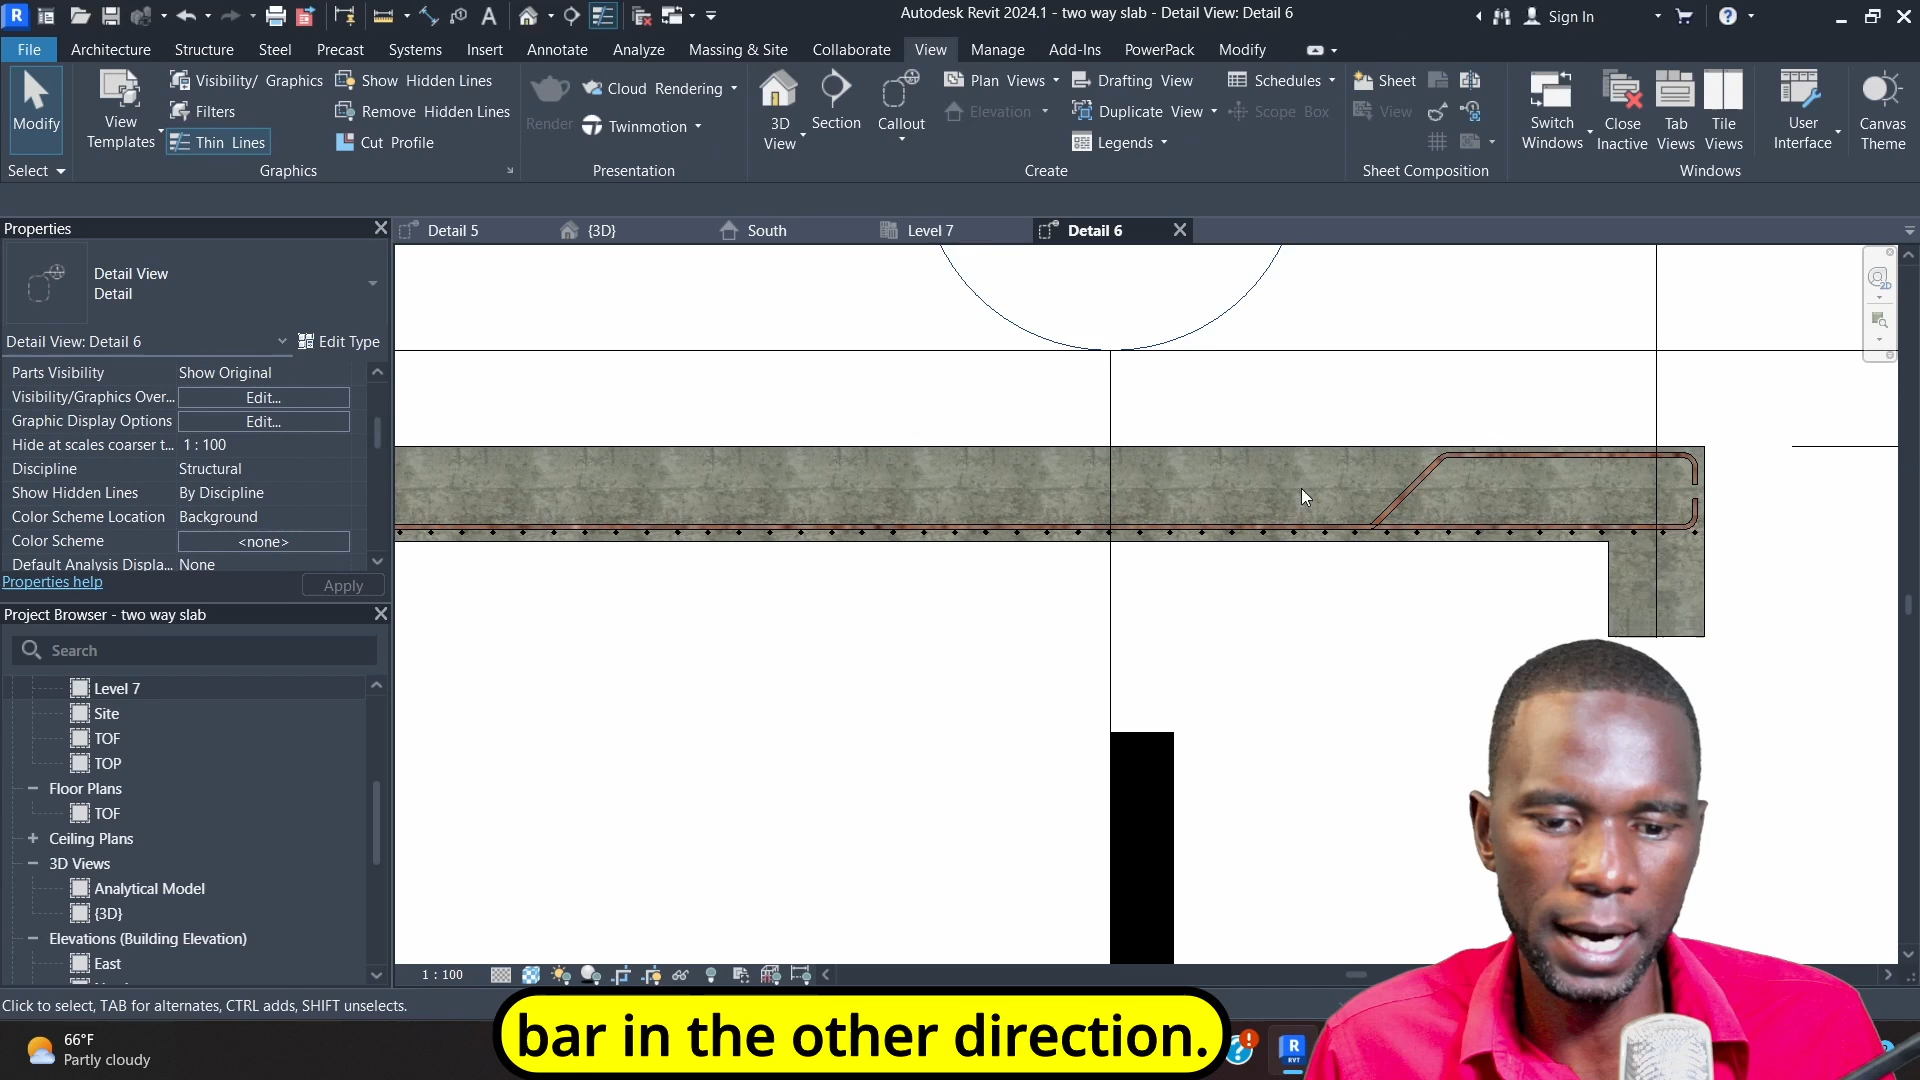 Autodesk Revit 2024.1 - two way slab - Detail View: Detail 6
Sign In
File Architecture Structure Steel Precast Systems Insert Annotate Analyze Massing & Site Collaborate View Manage Add-Ins PowerPack Modify
Modify
View Templates
Visibility/ Graphics
Filters
Thin Lines
Show Hidden Lines
Remove Hidden Lines
Cut Profile
Render
Cloud Rendering
Twinmotion
3D View
Section
Callout
Plan Views
Elevation
Drafting View
Duplicate View
Legends
Schedules
Scope Box
Sheet
View
Switch Windows
Close Inactive
Tab Views
Tile Views
User Interface
Canvas Theme
Select
Graphics
Presentation
Create
Sheet Composition
Windows
Properties
Detail 5
{3D}
South
Level 7
Detail 6
Detail View
Detail
Detail View: Detail 6
Edit Type
Parts Visibility Show Original
Visibility/Graphics Over... Edit...
Graphic Display Options Edit...
Hide at scales coarser t... 1 : 100
Discipline Structural
Show Hidden Lines By Discipline
Color Scheme Location Background
Color Scheme <none>
Default Analysis Displa... None
Properties help
Apply
Project Browser - two way slab
Search
Level 7
Site
TOF
TOP
Floor Plans
TOF
Ceiling Plans
3D Views
Analytical Model
{3D}
Elevations (Building Elevation)
East
2D
1 : 100
Click to select, TAB for alternates, CTRL adds, SHIFT unselects.
bar in the other direction.
66°F
Partly cloudy
R
RVT